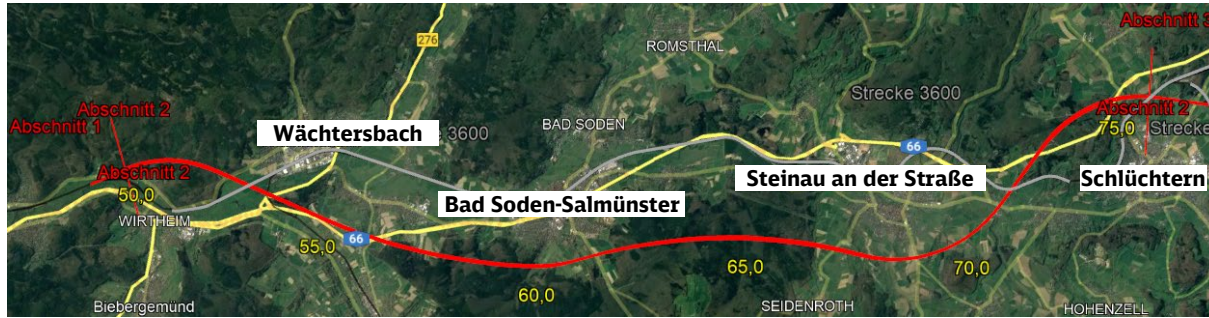 Abschnitt 3
276
ROMSTHAL
Strecke 3600
Abschnitt 2
Abschnitt 1
Wächtersbach
e 3600
BAD SODEN
Abschnitt 2
75,0
Strecke
66
Abschnitt 2
50,0
Steinau an der Straße
Schlüchtern
Bad Soden-Salmünster
WIRTHEIM
55,0
66
65,0
70,0
60,0
Biebergemünd
SEIDENROTH
HOHENZELL